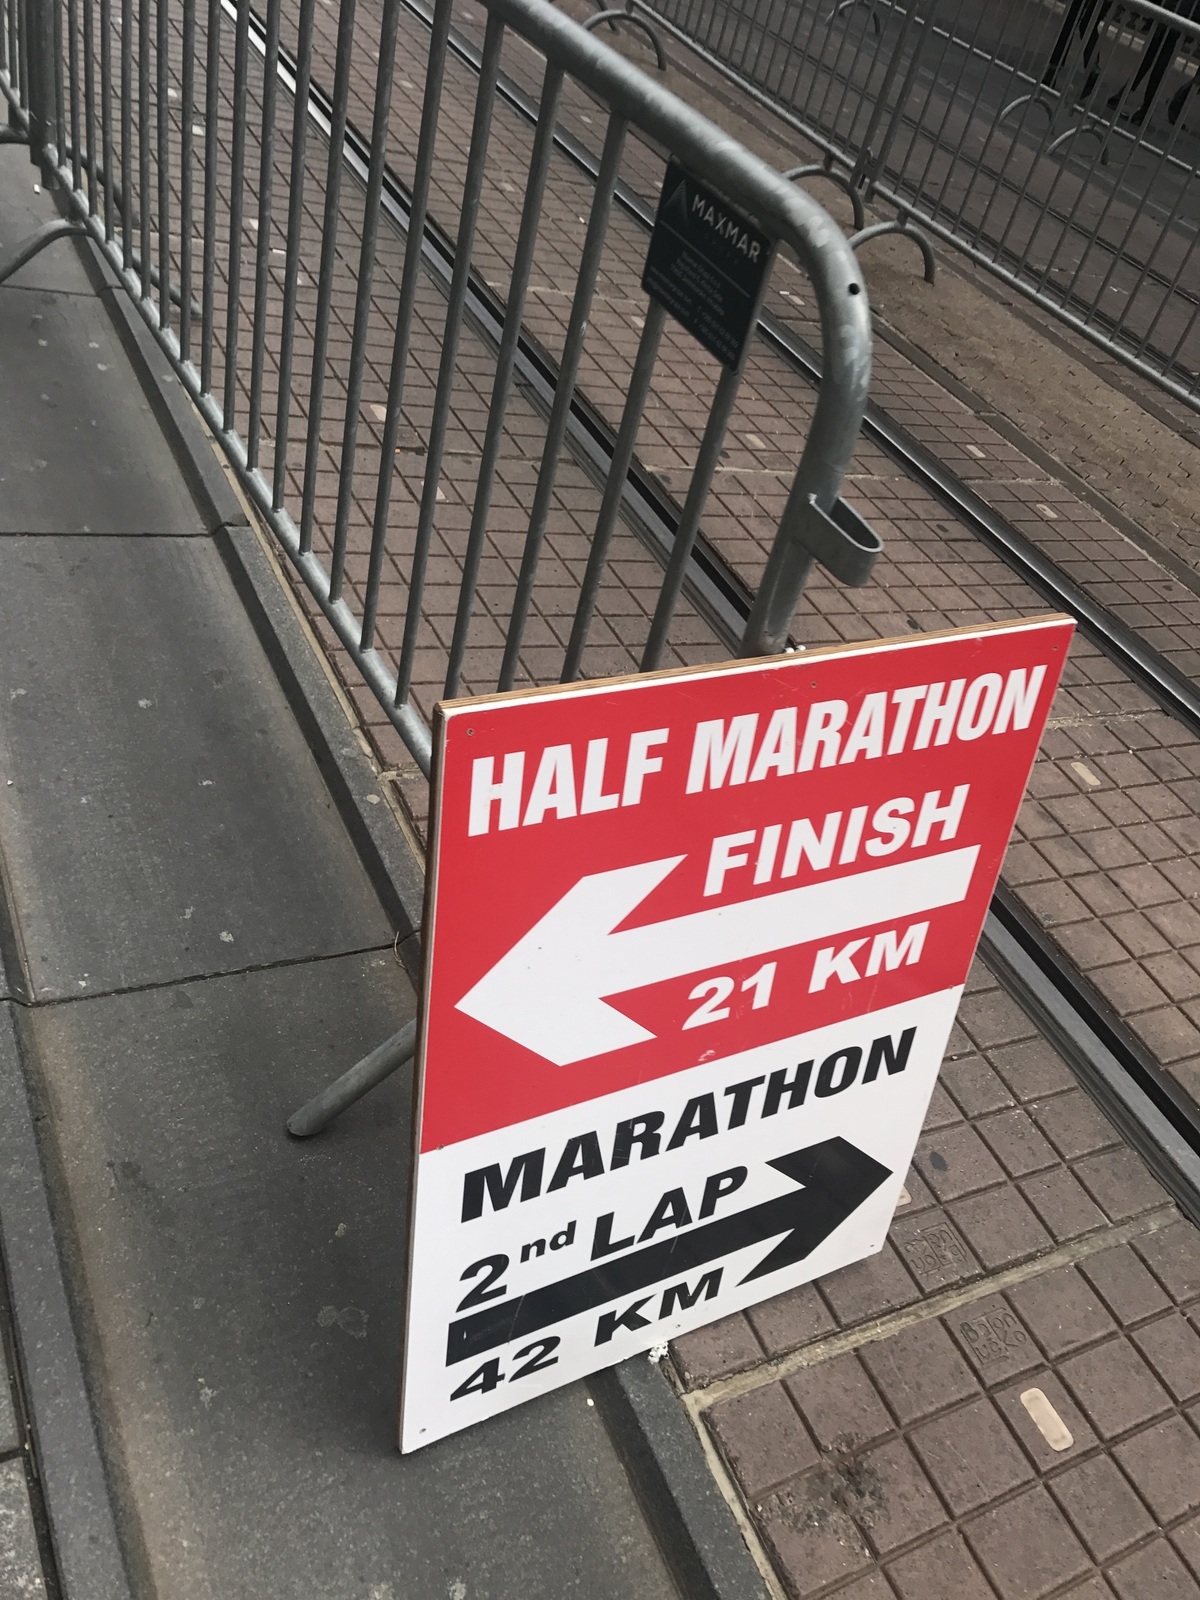 MAXMAR
HALF MARATHON
FINISH
21 KM
MARATHON
2nd LAP
42 KM